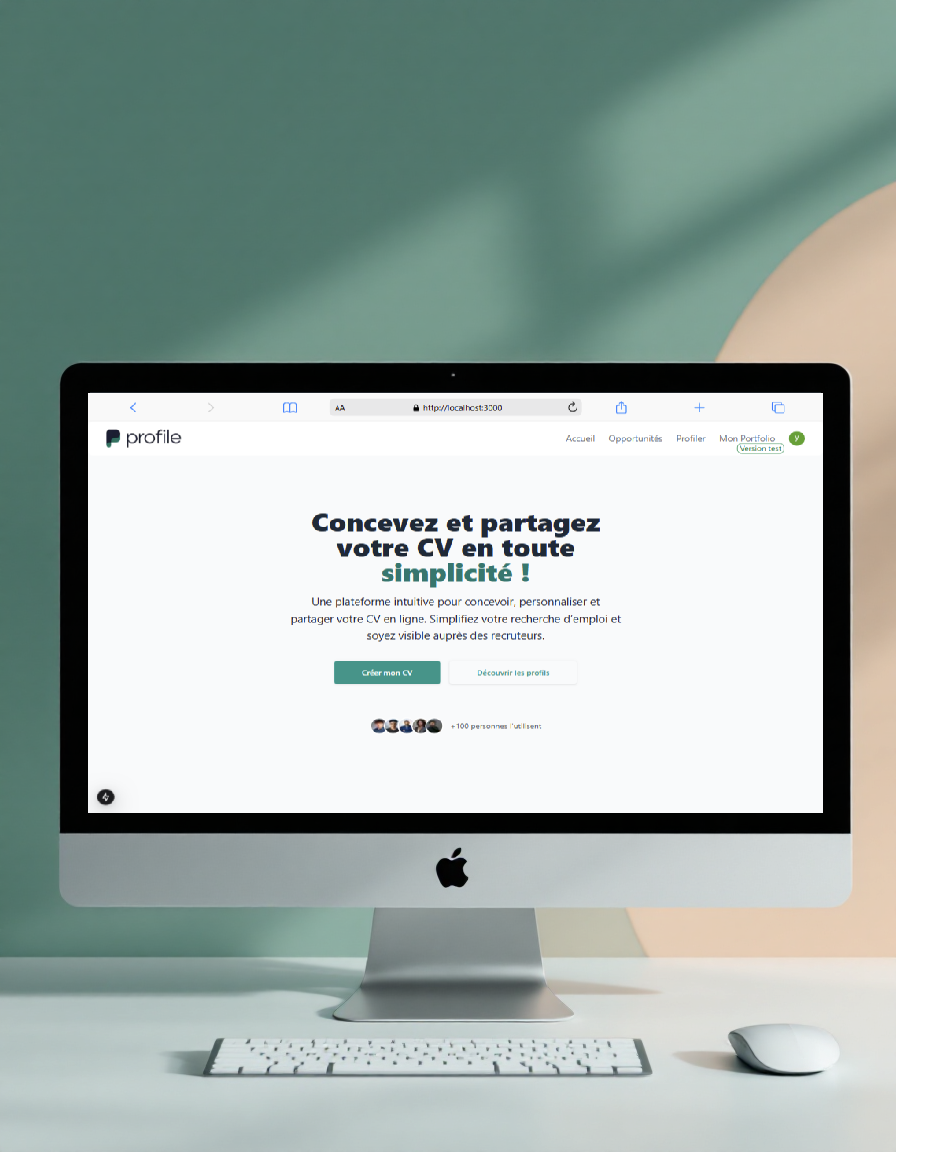 AA
http://localhost:3000
profile
Accueil Opportunités Profiler Mon Portfolio y
Version test
Concevez et partagez
votre CV en toute
simplicité !
Une plateforme intuitive pour concevoir, personnaliser et
partager votre CV en ligne. Simplifiez votre recherche d'emploi et
soyez visible auprès des recruteurs.
Créer mon CV
Découvrir les profils
+100 personnes l'utilisent